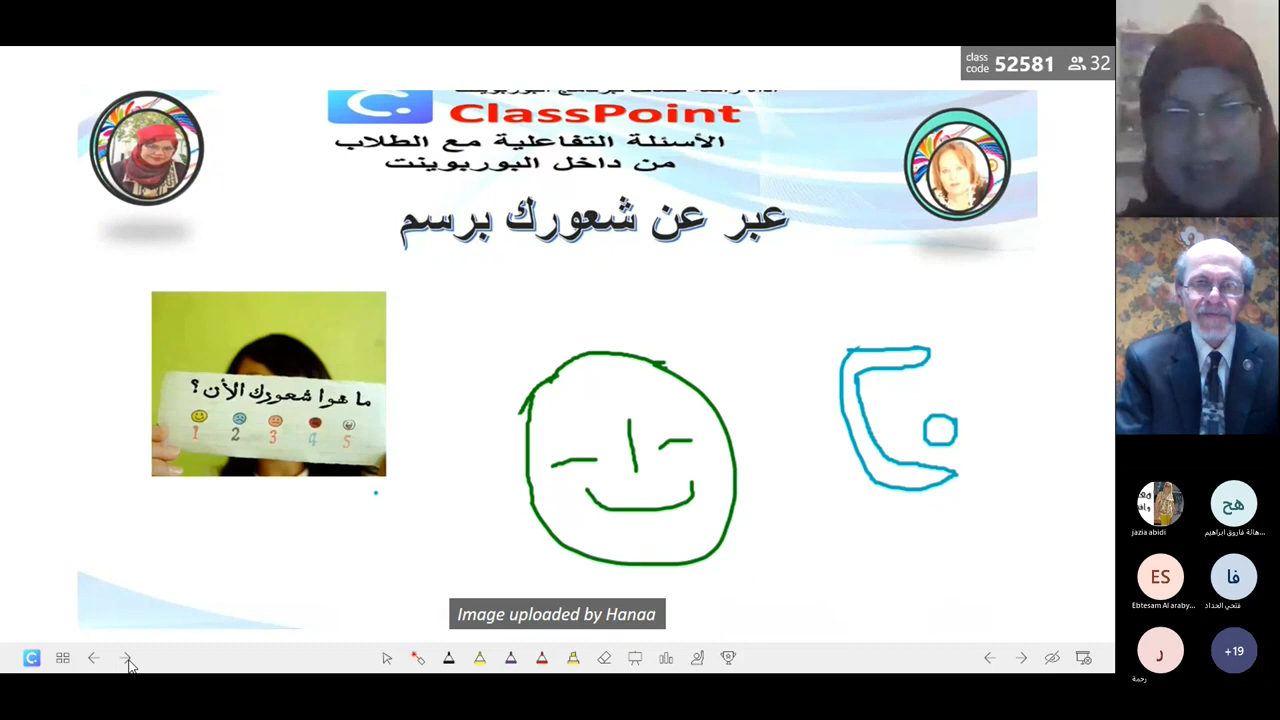 class code 52581 32
ClassPoint
الأسئلة التفاعلية مع الطلاب
من داخل البوربوينت
عبر عن شعورك برسم
ما هوا شعورك الأن ؟
1 2 3 4 5
Image uploaded by Hanaa
هح
jazia abidi
هالة فاروق ابراهيم...
ES
فا
Ebtesam Al araby...
فتحي الحداد
ر
+19
رحمة